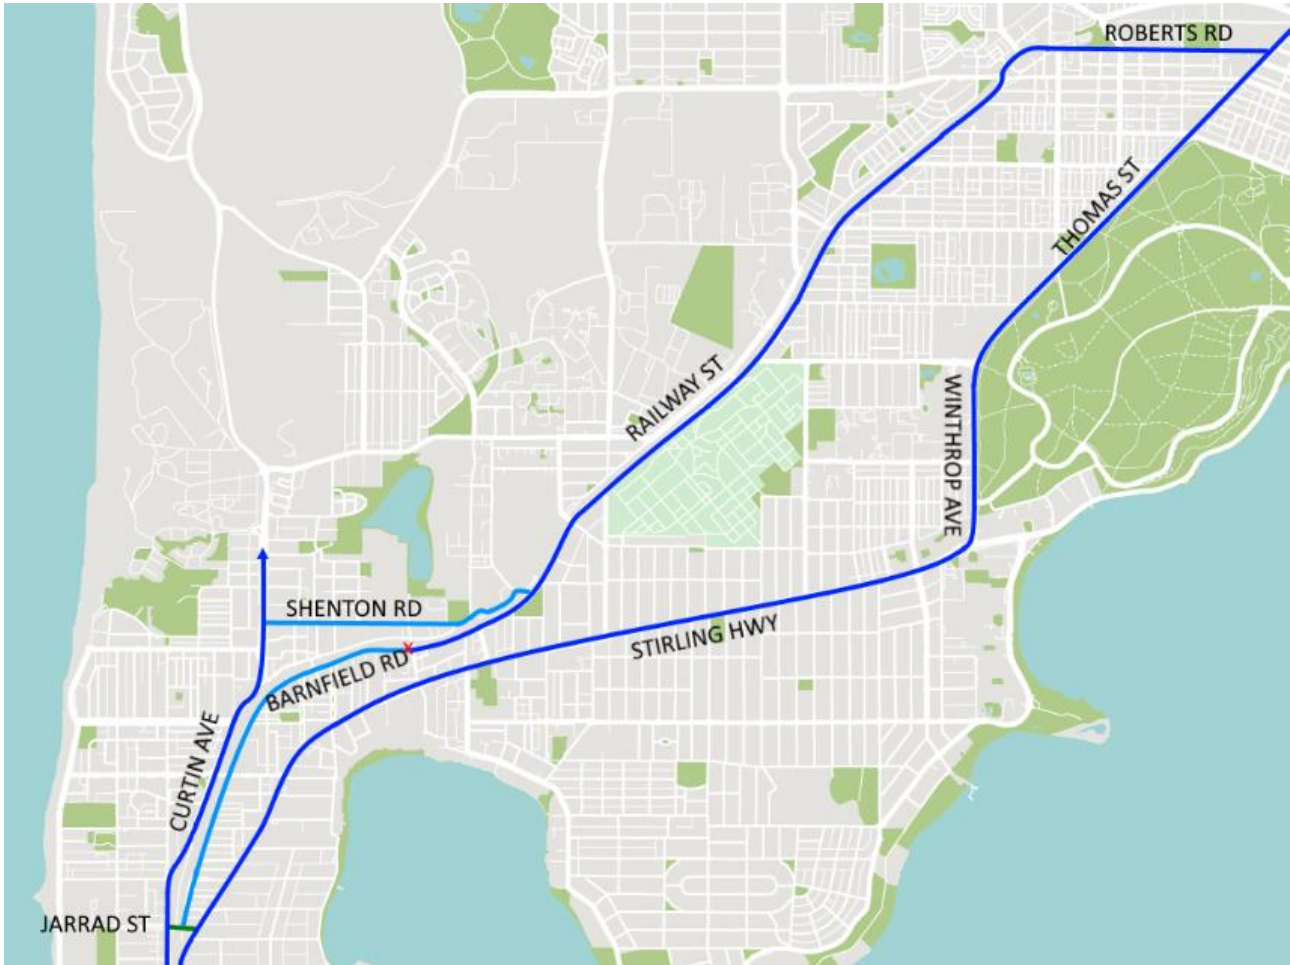 ROBERTS RD
THOMAS ST
RAILWAY ST
WINTHROP AVE
SHENTON RD
STIRLING HWY
X
BARNFIELD RD
CURTIN AVE
JARRAD ST